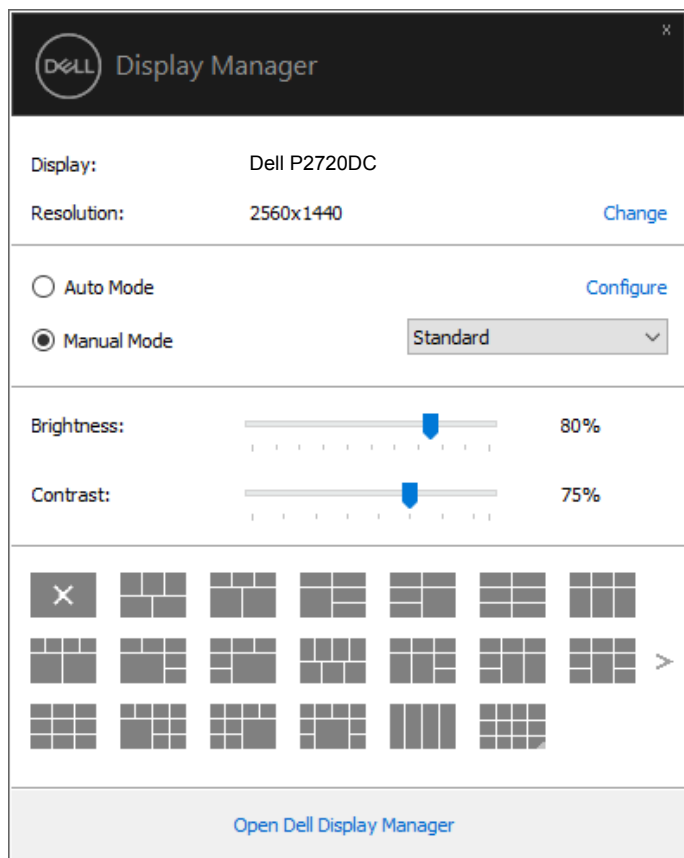 x
DELL Display Manager
Display: Dell P2720DC
Resolution: 2560x1440 Change
Auto Mode Configure
Manual Mode Standard
Brightness: 80%
Contrast: 75%
Open Dell Display Manager